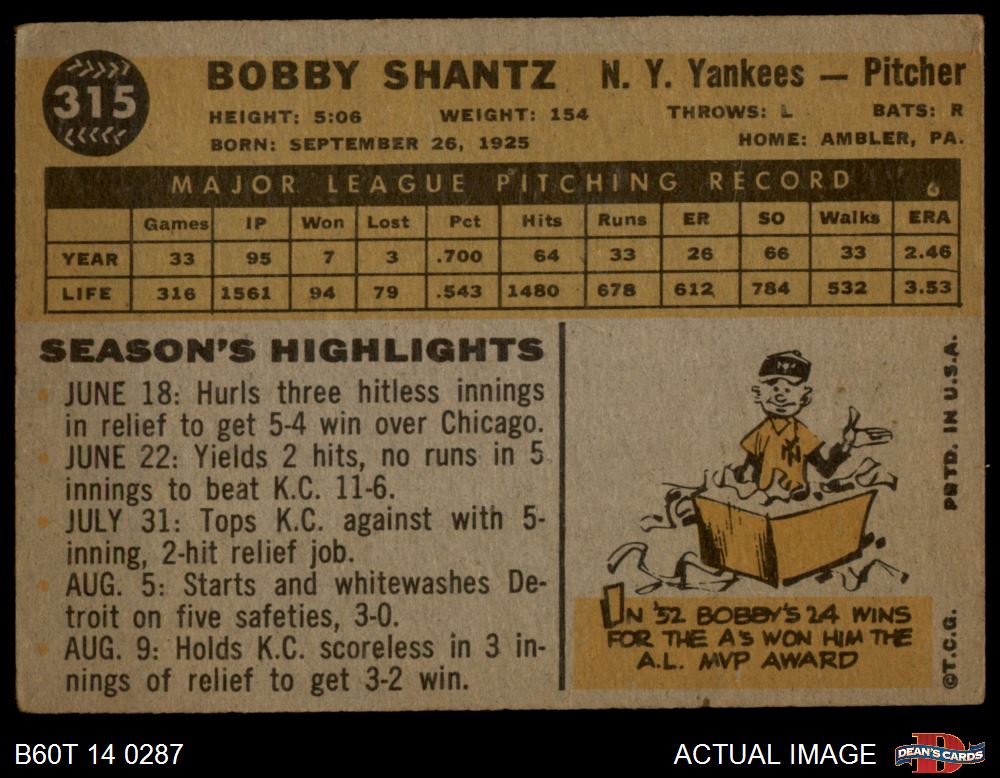 315
BOBBY SHANTZ N. Y. Yankees — Pitcher
HEIGHT: 5:06 WEIGHT: 154 THROWS: L BATS: R
BORN: SEPTEMBER 26, 1925 HOME: AMBLER, PA.
MAJOR LEAGUE PITCHING RECORD 6
Games IP Won Lost Pct Hits Runs ER SO Walks ERA
YEAR 33 95 7 3 .700 64 33 26 66 33 2.46
LIFE 316 1561 94 79 .543 1480 678 612 784 532 3.53
SEASON'S HIGHLIGHTS
• JUNE 18: Hurls three hitless innings
in relief to get 5-4 win over Chicago.
• JUNE 22: Yields 2 hits, no runs in 5
innings to beat K.C. 11-6.
• JULY 31: Tops K.C. against with 5-
inning, 2-hit relief job.
• AUG. 5: Starts and whitewashes De-
troit on five safeties, 3-0.
• AUG. 9: Holds K.C. scoreless in 3 in-
nings of relief to get 3-2 win.
NY
NY
IN '52 BOBBY'S 24 WINS
FOR THE A'S WON HIM THE
A.L. MVP AWARD
PRTD. IN U.S.A.
©T.C.G.
B60T 14 0287
ACTUAL IMAGE
D
DEAN'S CARDS